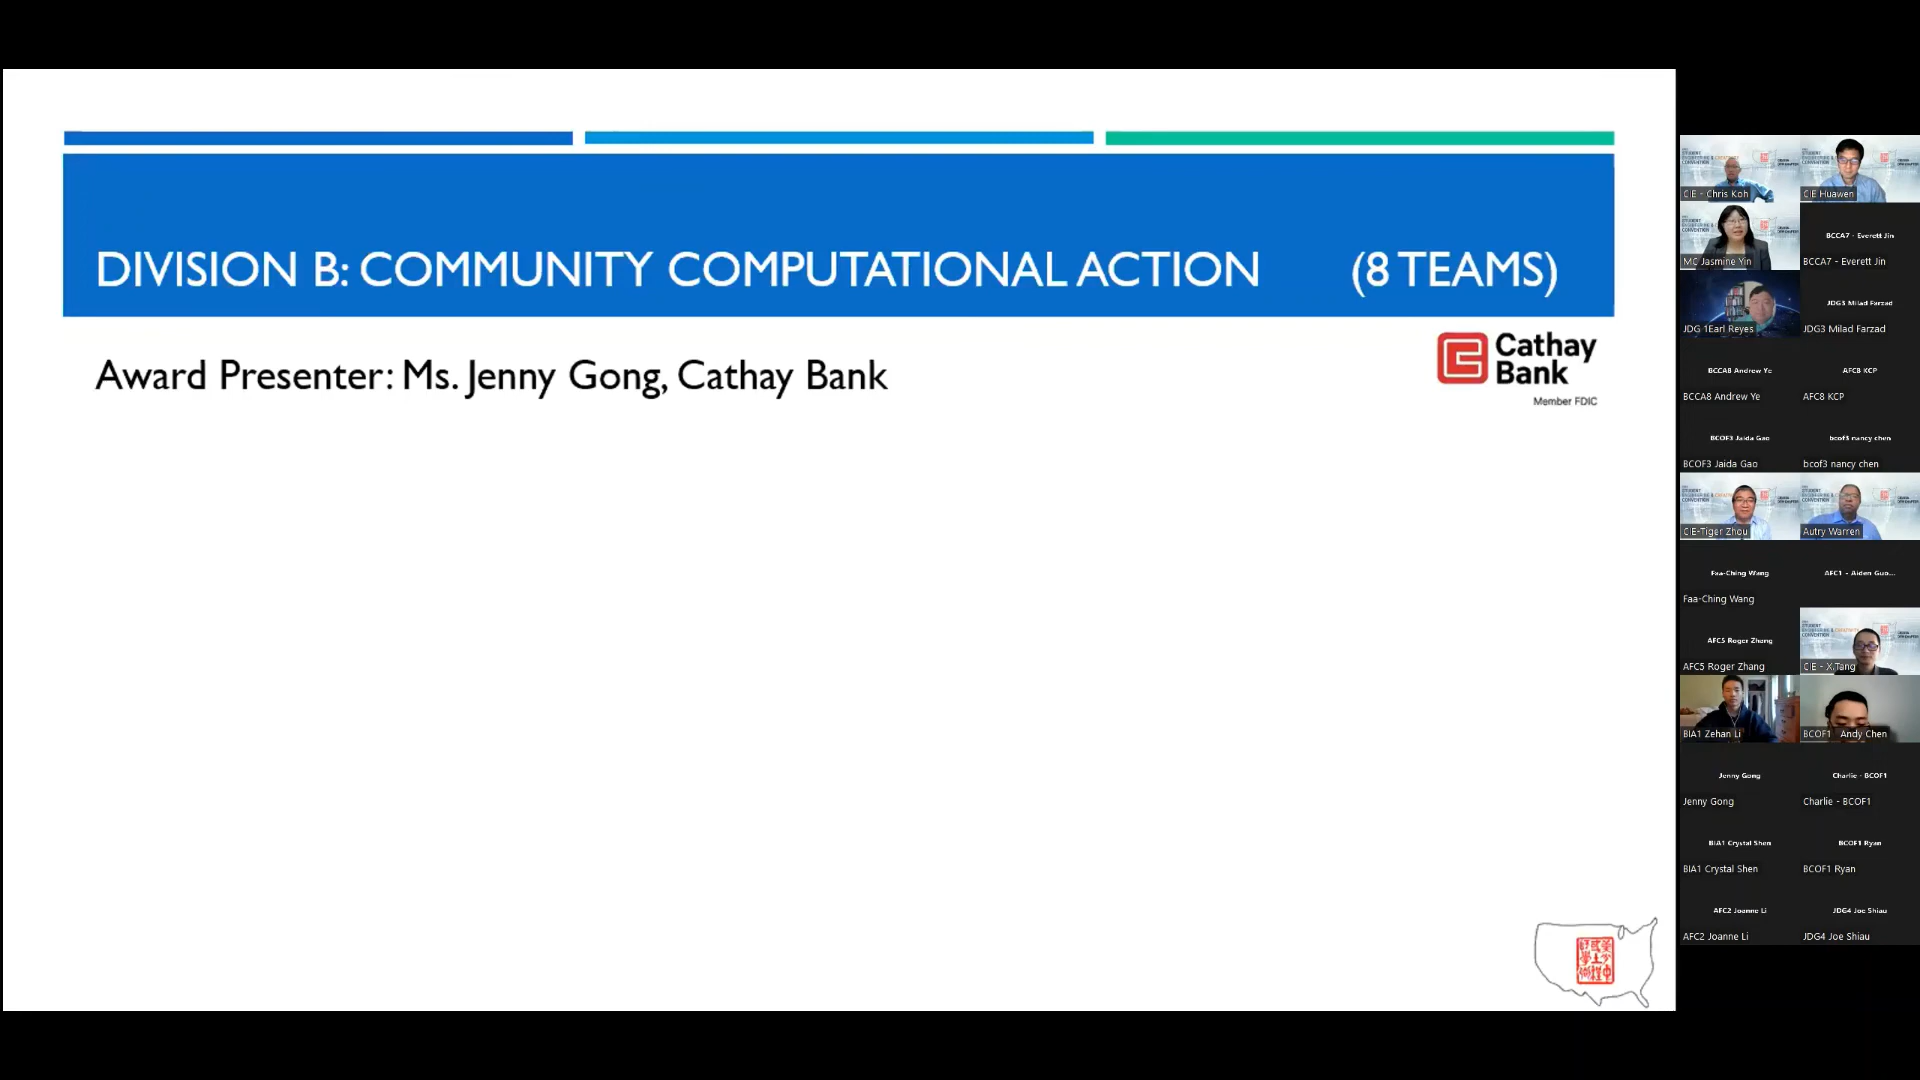 DIVISION B: COMMUNITY COMPUTATIONAL ACTION (8 TEAMS)
Award Presenter: Ms. Jenny Gong, Cathay Bank
Cathay
Bank
Member FDIC
CIE - Chris Koh
CIE Huawen
MC Jasmine Yin
BCCA7 - Everett Jin
BCCA7 - Everett Jin
JDG 1Earl Reyes
JDG3 Milad Farzad
JDG3 Milad Farzad
BCCA8 Andrew Ye
BCCA8 Andrew Ye
AFC8 KCP
AFC8 KCP
BCOF3 Jaida Gao
BCOF3 Jaida Gao
bcof3 nancy chen
bcof3 nancy chen
CIE-Tiger Zhou
Autry Warren
Faa-Ching Wang
Faa-Ching Wang
AFC1 - Aiden Guo...
AFC5 Roger Zhang
AFC5 Roger Zhang
CIE - X.Tang
BIA1 Zehan Li
BCOF1 Andy Chen
Jenny Gong
Jenny Gong
Charlie - BCOF1
Charlie - BCOF1
BIA1 Crystal Shen
BIA1 Crystal Shen
BCOF1 Ryan
BCOF1 Ryan
AFC2 Joanne Li
AFC2 Joanne Li
JDG4 Joe Shiau
JDG4 Joe Shiau